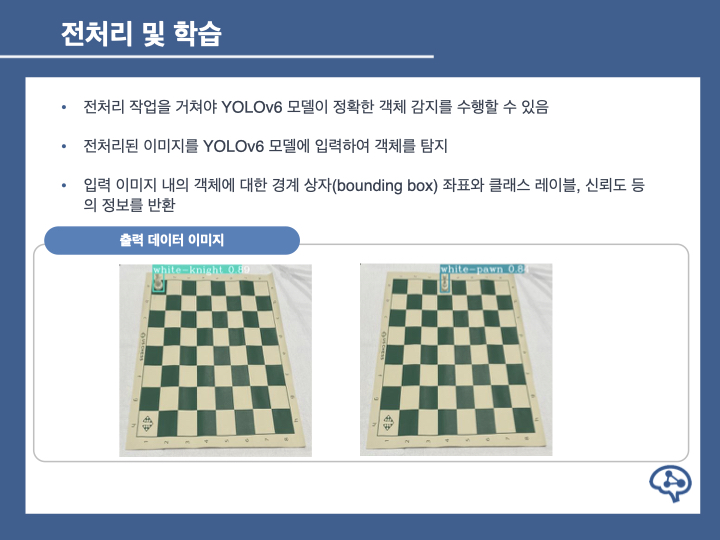 전처리 및 학습
• 전처리 작업을 거쳐야 YOLOv6 모델이 정확한 객체 감지를 수행할 수 있음
• 전처리된 이미지를 YOLOv6 모델에 입력하여 객체를 탐지
• 입력 이미지 내의 객체에 대한 경계 상자(bounding box) 좌표와 클래스 레이블, 신뢰도 등
의 정보를 반환
출력 데이터 이미지
white-knight 0.89
white-pawn 0.84